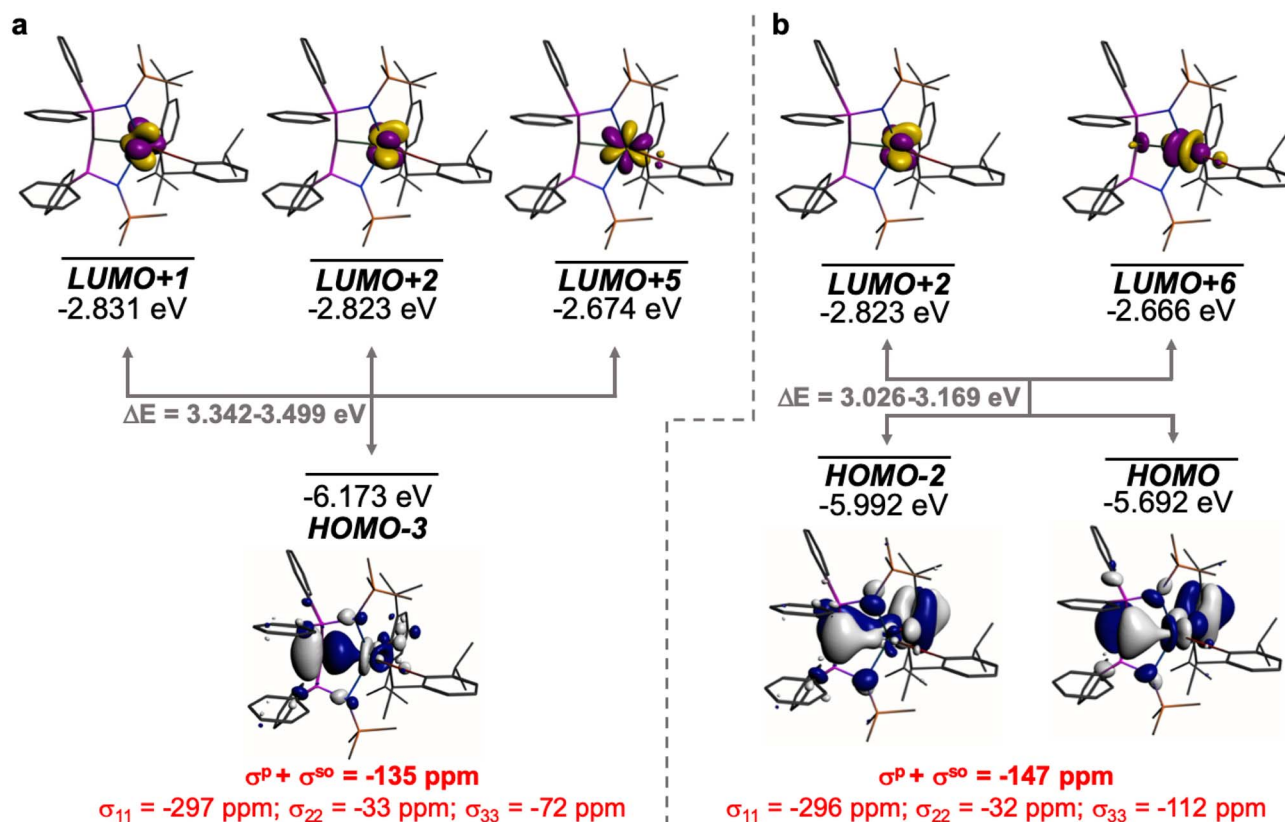 a
LUMO+1
-2.831 eV
LUMO+2
-2.823 eV
LUMO+5
-2.674 eV
ΔE = 3.342-3.499 eV
-6.173 eV
HOMO-3
σᵖ + σˢᵒ = -135 ppm
σ₁₁ = -297 ppm; σ₂₂ = -33 ppm; σ₃₃ = -72 ppm
b
LUMO+2
-2.823 eV
LUMO+6
-2.666 eV
ΔE = 3.026-3.169 eV
HOMO-2
-5.992 eV
HOMO
-5.692 eV
σᵖ + σˢᵒ = -147 ppm
σ₁₁ = -296 ppm; σ₂₂ = -32 ppm; σ₃₃ = -112 ppm